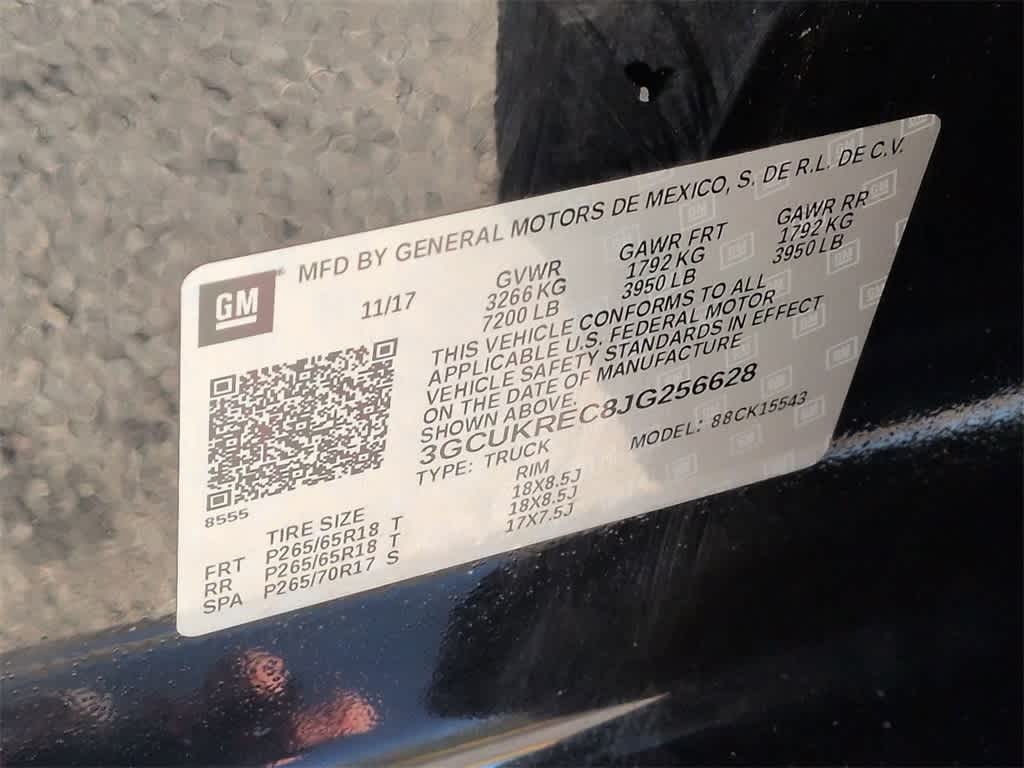 GM
MFD BY GENERAL MOTORS DE MEXICO, S. DE R.L. DE C.V.
11/17
GVWR GAWR FRT GAWR RR
3266 KG 1792 KG 1792 KG
7200 LB 3950 LB 3950 LB
THIS VEHICLE CONFORMS TO ALL
APPLICABLE U.S. FEDERAL MOTOR
VEHICLE SAFETY STANDARDS IN EFFECT
ON THE DATE OF MANUFACTURE
SHOWN ABOVE.
3GCUKREC8JG256628
TYPE: TRUCK MODEL: 88CK15543
8555
TIRE SIZE RIM
FRT P265/65R18 T 18X8.5J
RR P265/65R18 T 18X8.5J
SPA P265/70R17 S 17X7.5J